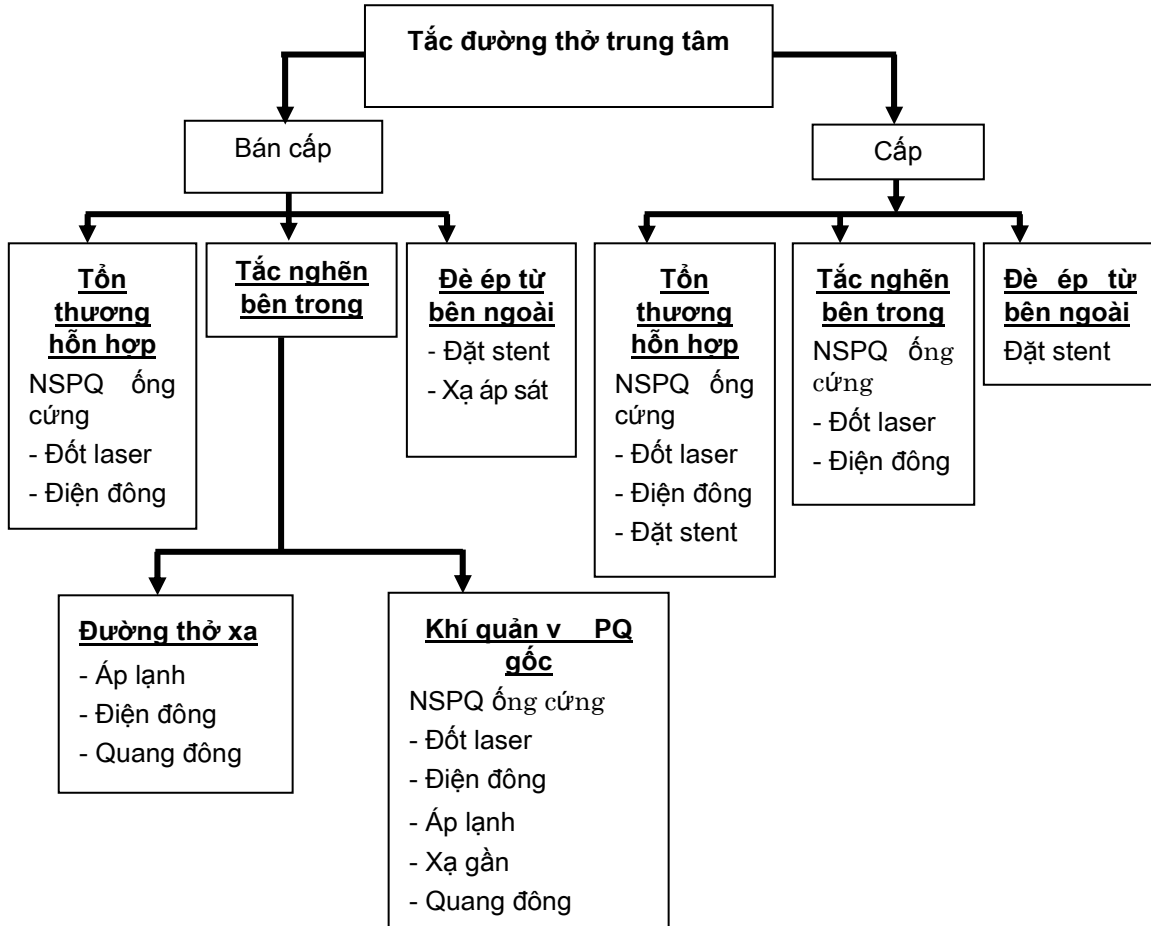 Tắc đường thở trung tâm
Bán cấp
Cấp
Tổn
thương
hỗn hợp
NSPQ ống
cứng
- Đốt laser
- Điện đông
Tắc nghẽn
bên trong
Đè ép từ
bên ngoài
- Đặt stent
- Xạ áp sát
Tổn
thương
hỗn hợp
NSPQ ống
cứng
- Đốt laser
- Điện đông
- Đặt stent
Tắc nghẽn
bên trong
NSPQ ống
cứng
- Đốt laser
- Điện đông
Đè ép từ
bên ngoài
Đặt stent
Đường thở xa
- Áp lạnh
- Điện đông
- Quang đông
Khí quản v PQ
gốc
NSPQ ống cứng
- Đốt laser
- Điện đông
- Áp lạnh
- Xạ gần
- Quang đông